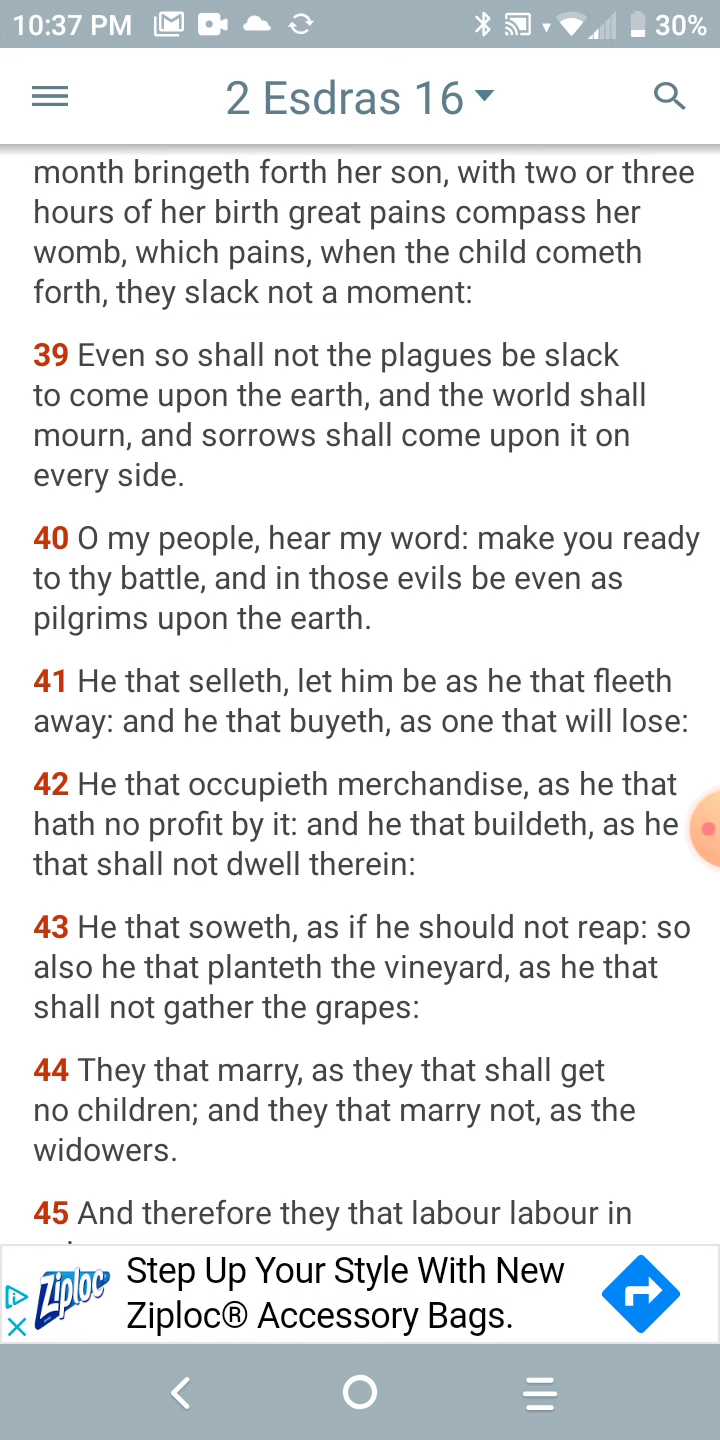 10:37 PM
30%
2 Esdras 16
month bringeth forth her son, with two or three
hours of her birth great pains compass her
womb, which pains, when the child cometh
forth, they slack not a moment:
39 Even so shall not the plagues be slack
to come upon the earth, and the world shall
mourn, and sorrows shall come upon it on
every side.
40 O my people, hear my word: make you ready
to thy battle, and in those evils be even as
pilgrims upon the earth.
41 He that selleth, let him be as he that fleeth
away: and he that buyeth, as one that will lose:
42 He that occupieth merchandise, as he that
hath no profit by it: and he that buildeth, as he
that shall not dwell therein:
43 He that soweth, as if he should not reap: so
also he that planteth the vineyard, as he that
shall not gather the grapes:
44 They that marry, as they that shall get
no children; and they that marry not, as the
widowers.
45 And therefore they that labour labour in
Ziploc
Step Up Your Style With New
Ziploc® Accessory Bags.